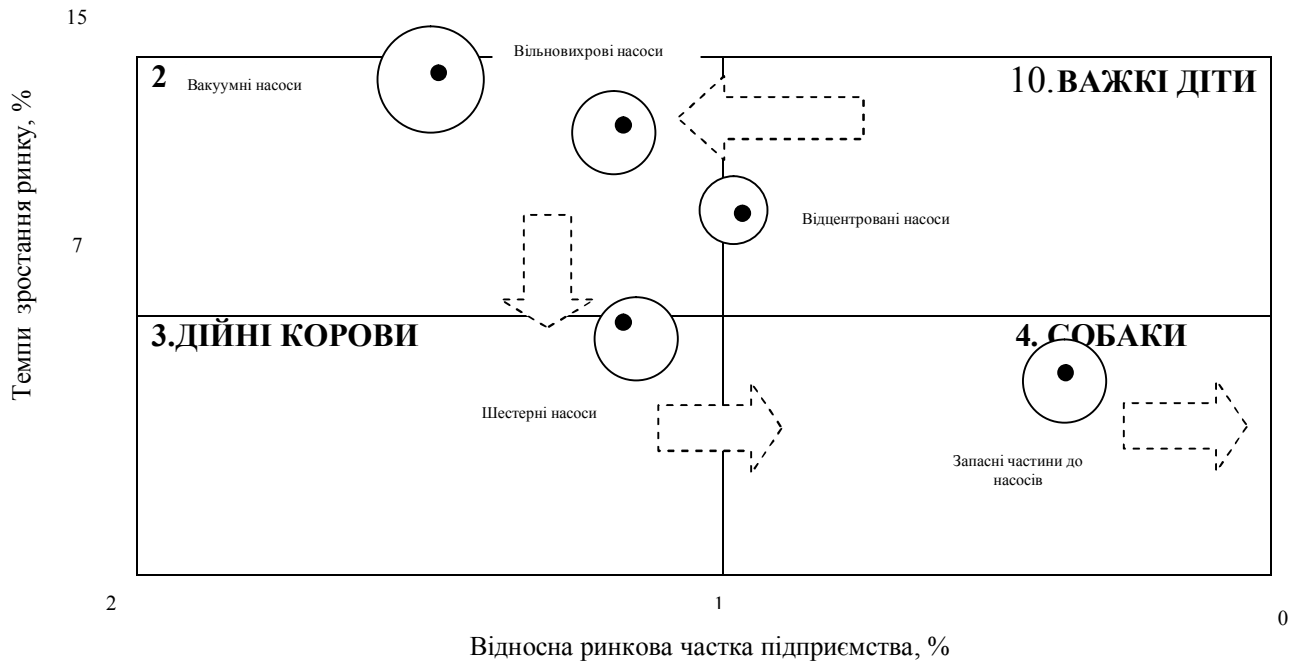 15
Вільновихрові насоси
2
Вакуумні насоси
10.ВАЖКІ ДІТИ
Темпи зростання ринку, %
7
Відцентровані насоси
3.ДІЙНІ КОРОВИ
4. СОБАКИ
Шестерні насоси
Запасні частини до
насосів
2
1
0
Відносна ринкова частка підприємства, %